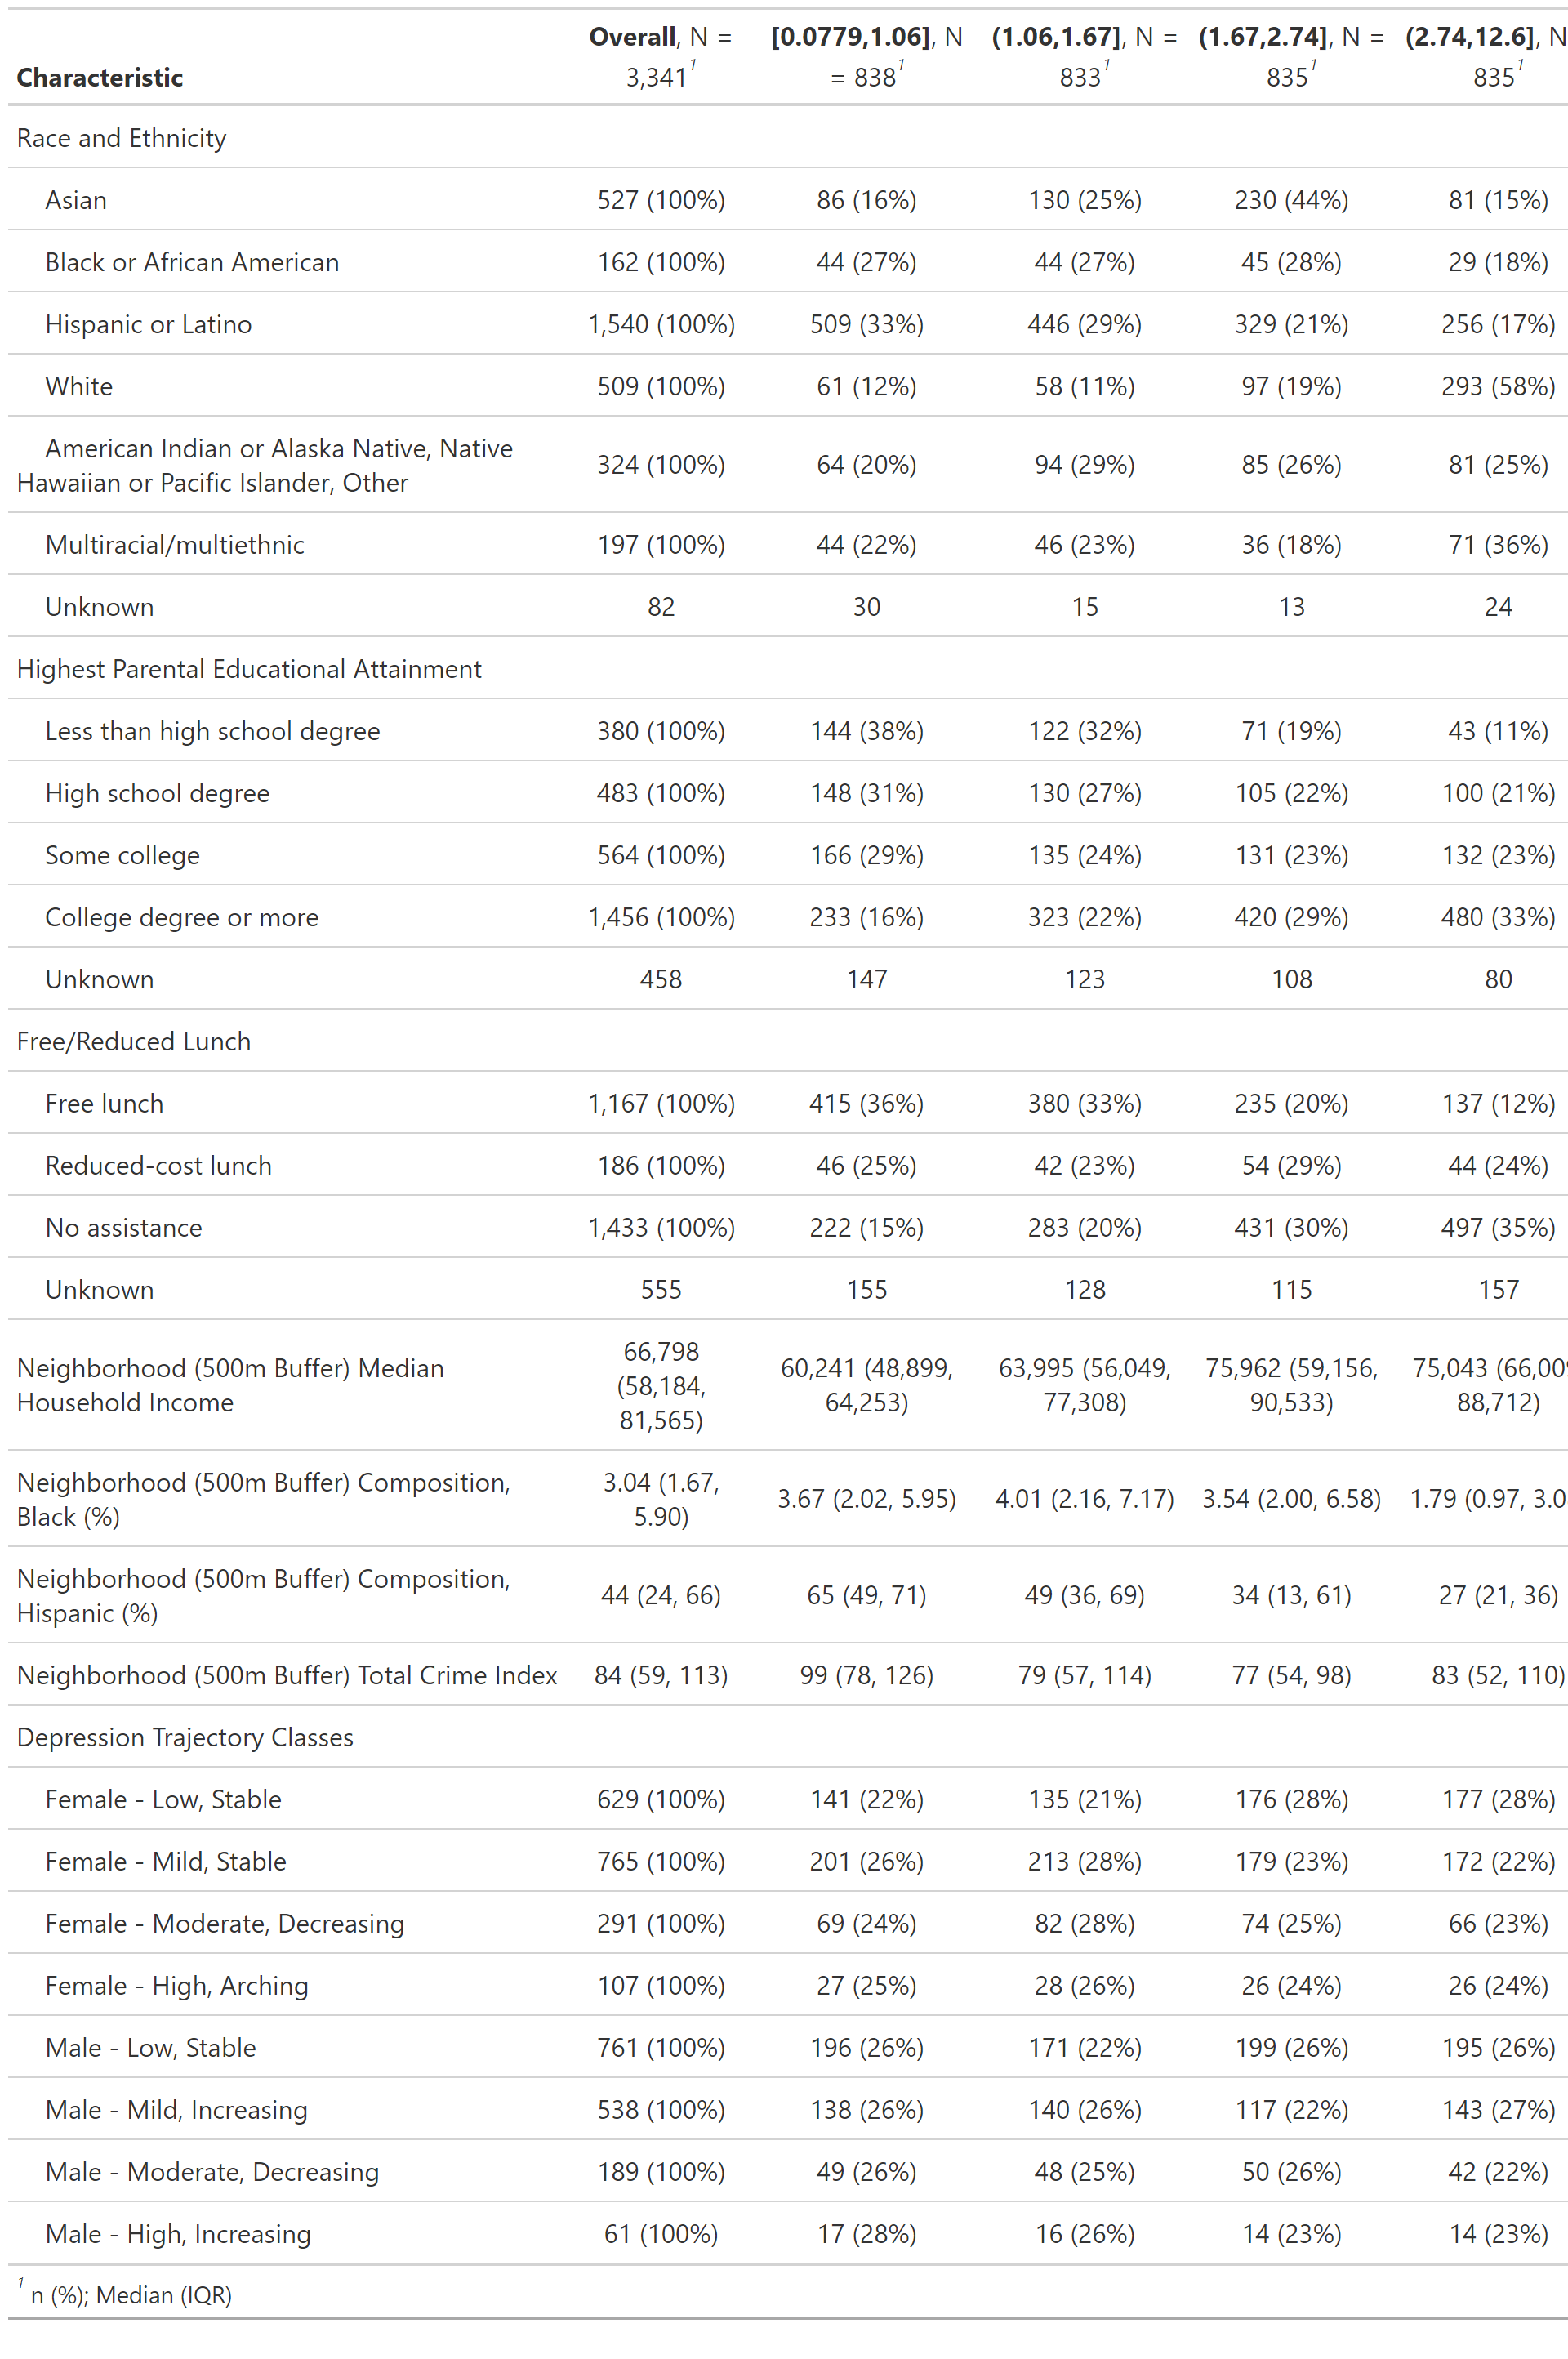 Characteristic Overall, N = 3,341¹ [0.0779,1.06], N = 838¹ (1.06,1.67], N = 833¹ (1.67,2.74], N = 835¹ (2.74,12.6], N 835¹
Race and Ethnicity
Asian 527 (100%) 86 (16%) 130 (25%) 230 (44%) 81 (15%)
Black or African American 162 (100%) 44 (27%) 44 (27%) 45 (28%) 29 (18%)
Hispanic or Latino 1,540 (100%) 509 (33%) 446 (29%) 329 (21%) 256 (17%)
White 509 (100%) 61 (12%) 58 (11%) 97 (19%) 293 (58%)
American Indian or Alaska Native, Native Hawaiian or Pacific Islander, Other 324 (100%) 64 (20%) 94 (29%) 85 (26%) 81 (25%)
Multiracial/multiethnic 197 (100%) 44 (22%) 46 (23%) 36 (18%) 71 (36%)
Unknown 82 30 15 13 24
Highest Parental Educational Attainment
Less than high school degree 380 (100%) 144 (38%) 122 (32%) 71 (19%) 43 (11%)
High school degree 483 (100%) 148 (31%) 130 (27%) 105 (22%) 100 (21%)
Some college 564 (100%) 166 (29%) 135 (24%) 131 (23%) 132 (23%)
College degree or more 1,456 (100%) 233 (16%) 323 (22%) 420 (29%) 480 (33%)
Unknown 458 147 123 108 80
Free/Reduced Lunch
Free lunch 1,167 (100%) 415 (36%) 380 (33%) 235 (20%) 137 (12%)
Reduced-cost lunch 186 (100%) 46 (25%) 42 (23%) 54 (29%) 44 (24%)
No assistance 1,433 (100%) 222 (15%) 283 (20%) 431 (30%) 497 (35%)
Unknown 555 155 128 115 157
Neighborhood (500m Buffer) Median Household Income 66,798 (58,184, 81,565) 60,241 (48,899, 64,253) 63,995 (56,049, 77,308) 75,962 (59,156, 90,533) 75,043 (66,009 88,712)
Neighborhood (500m Buffer) Composition, Black (%) 3.04 (1.67, 5.90) 3.67 (2.02, 5.95) 4.01 (2.16, 7.17) 3.54 (2.00, 6.58) 1.79 (0.97, 3.0
Neighborhood (500m Buffer) Composition, Hispanic (%) 44 (24, 66) 65 (49, 71) 49 (36, 69) 34 (13, 61) 27 (21, 36)
Neighborhood (500m Buffer) Total Crime Index 84 (59, 113) 99 (78, 126) 79 (57, 114) 77 (54, 98) 83 (52, 110)
Depression Trajectory Classes
Female - Low, Stable 629 (100%) 141 (22%) 135 (21%) 176 (28%) 177 (28%)
Female - Mild, Stable 765 (100%) 201 (26%) 213 (28%) 179 (23%) 172 (22%)
Female - Moderate, Decreasing 291 (100%) 69 (24%) 82 (28%) 74 (25%) 66 (23%)
Female - High, Arching 107 (100%) 27 (25%) 28 (26%) 26 (24%) 26 (24%)
Male - Low, Stable 761 (100%) 196 (26%) 171 (22%) 199 (26%) 195 (26%)
Male - Mild, Increasing 538 (100%) 138 (26%) 140 (26%) 117 (22%) 143 (27%)
Male - Moderate, Decreasing 189 (100%) 49 (26%) 48 (25%) 50 (26%) 42 (22%)
Male - High, Increasing 61 (100%) 17 (28%) 16 (26%) 14 (23%) 14 (23%)
¹ n (%); Median (IQR)